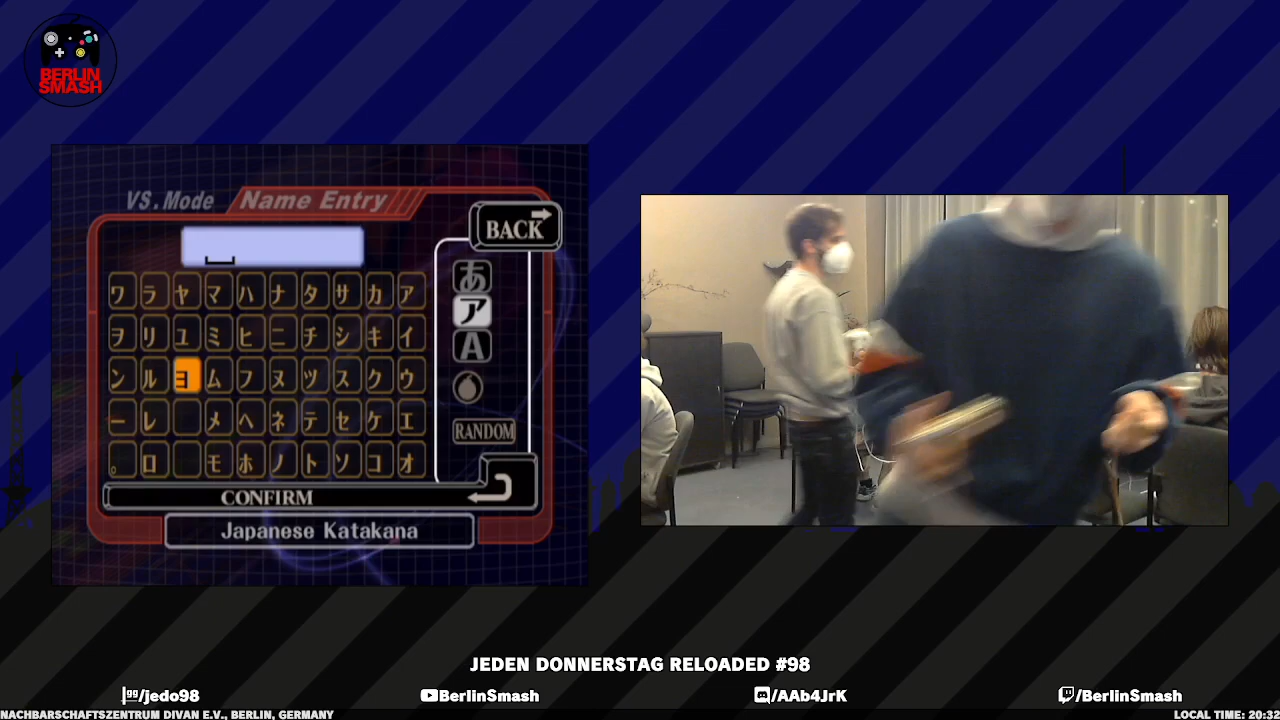 BERLIN
SMASH
VS.Mode
Name Entry
BACK
ワ ラ ヤ マ ハ ナ タ サ カ ア
ヲ リ ユ ミ ヒ ニ チ シ キ イ
ン ル ヨ ム フ ヌ ツ ス ク ウ
ー レ メ ヘ ネ テ セ ケ エ
。 ロ モ ホ ノ ト ソ コ オ
あ
ア
A
RANDOM
CONFIRM
Japanese Katakana
JEDEN DONNERSTAG RELOADED #98
gg/jedo98
BerlinSmash
/AAb4JrK
/BerlinSmash
NACHBARSCHAFTSZENTRUM DIVAN E.V., BERLIN, GERMANY
LOCAL TIME: 20:32